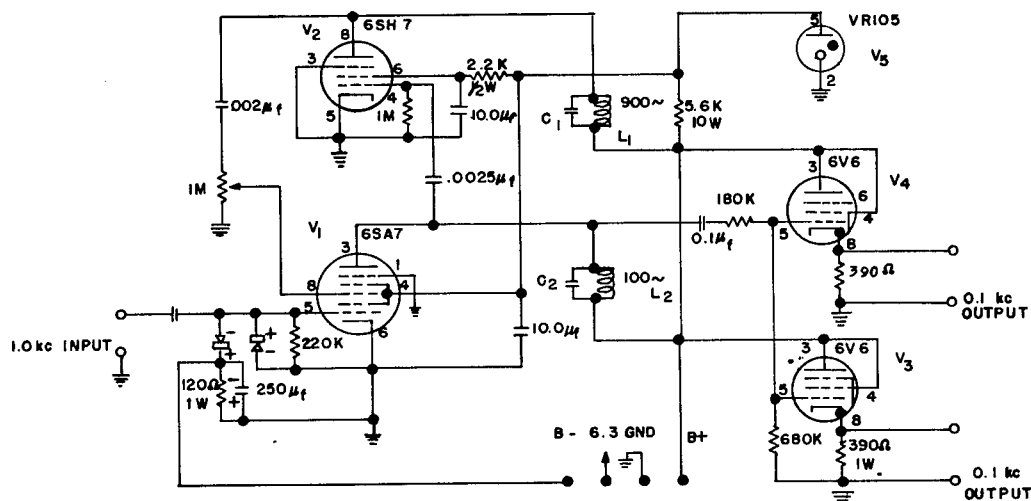 6SH7
VR105
V2
8
3
6
4
5
2.2K
1/2W
1M
10.0μf
.002μf
.0025μf
1M
900~
C1
L1
5.6K
10W
5
2
V5
6V6
3
6
4
5
8
V4
180K
0.1μf
390Ω
0.1 kc
OUTPUT
V1
6SA7
3
1
4
8
5
6
220K
10.0μf
100~
C2
L2
1.0kc INPUT
-
+
+
-
120Ω
1W
-
+
250μf
6V6
3
5
4
8
V3
680K
390Ω
1W
0.1 kc
OUTPUT
B - 6.3 GND
B+